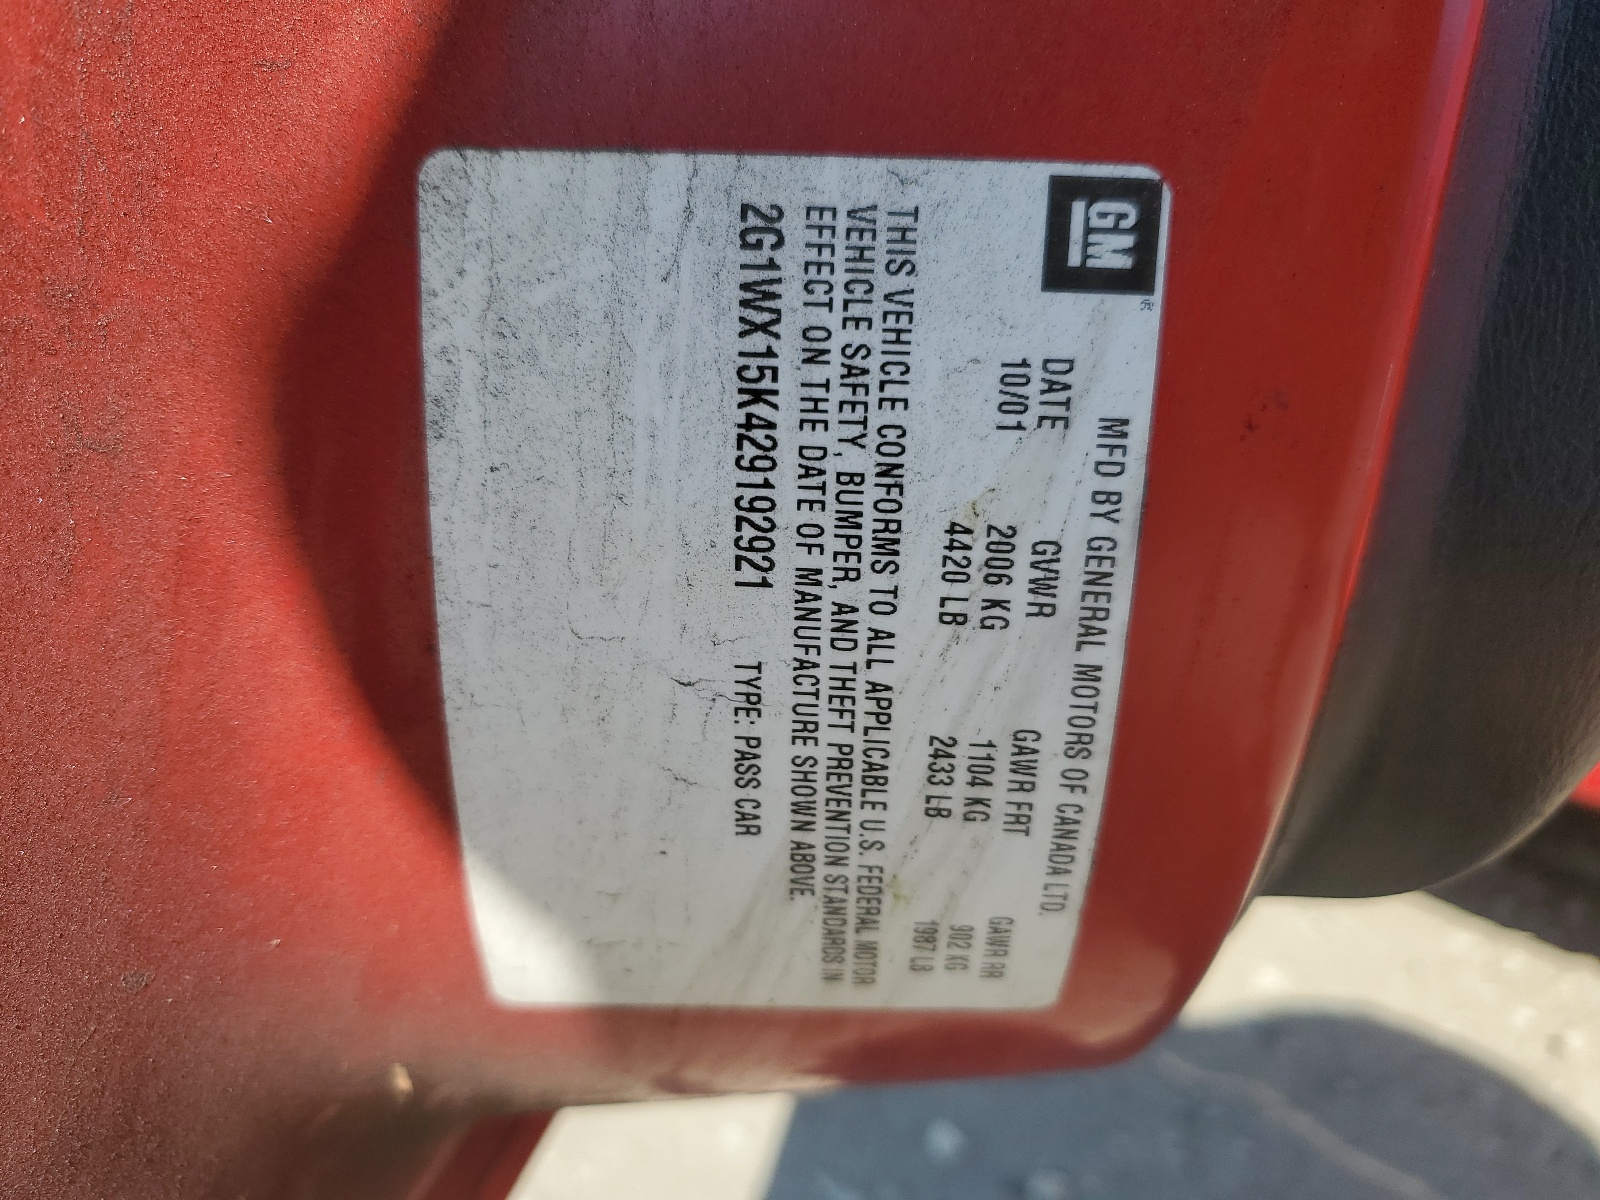 GM
MFD BY GENERAL MOTORS OF CANADA LTD.
DATE GVWR GAWR FRT GAWR RR
10/01 2006 KG 1104 KG 902 KG
4420 LB 2433 LB 1987 LB
THIS VEHICLE CONFORMS TO ALL APPLICABLE U.S. FEDERAL MOTOR
VEHICLE SAFETY, BUMPER, AND THEFT PREVENTION STANDARDS IN
EFFECT ON THE DATE OF MANUFACTURE SHOWN ABOVE.
2G1WX15K429192921 TYPE: PASS CAR